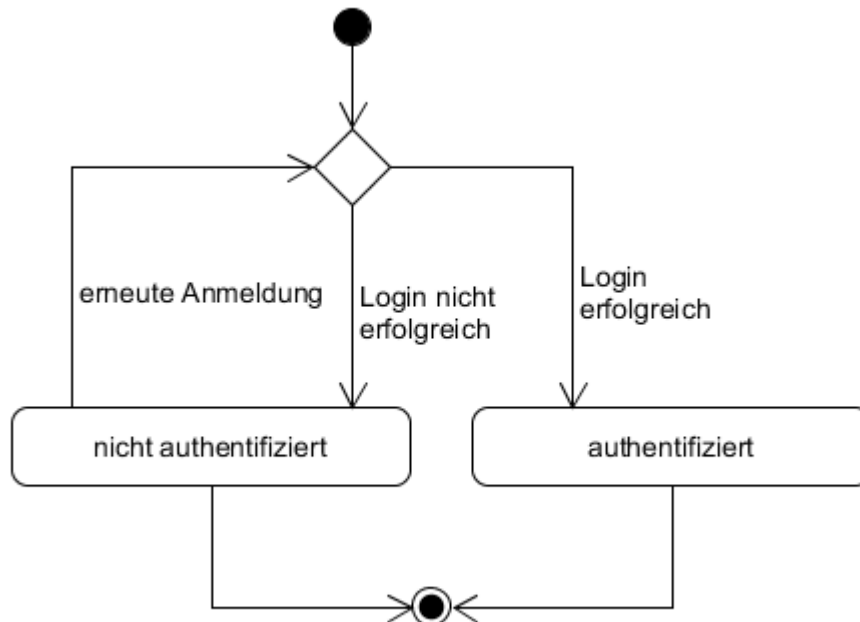 erneute Anmeldung
Login nicht
erfolgreich
Login
erfolgreich
nicht authentifiziert
authentifiziert